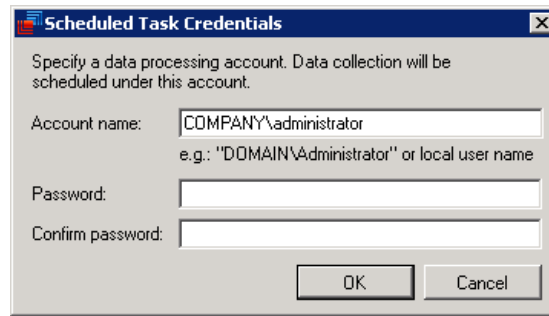 Scheduled Task Credentials
Specify a data processing account. Data collection will be
scheduled under this account.
Account name: COMPANY\administrator
e.g.: "DOMAIN\Administrator" or local user name
Password:
Confirm password:
OK Cancel